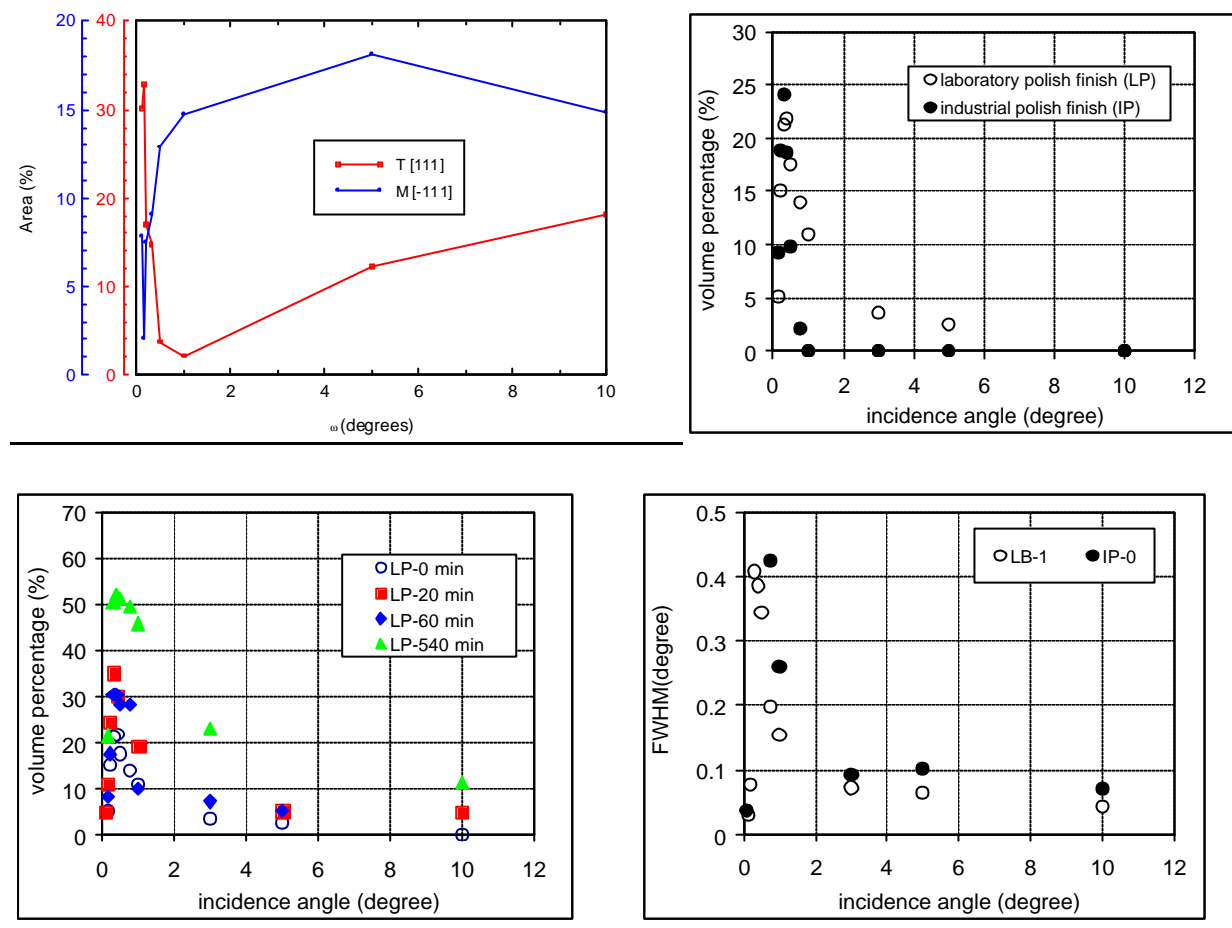 20
15
10
5
0
40
30
20
10
0
Area (%)
T [111]
M [-111]
0 2 4 6 8 10
ω (degrees)
30
25
20
15
10
5
0
volume percentage (%)
laboratory polish finish (LP)
industrial polish finish (IP)
0 2 4 6 8 10 12
incidence angle (degree)
70
60
50
40
30
20
10
0
volume percentage (%)
LP-0 min
LP-20 min
LP-60 min
LP-540 min
0 2 4 6 8 10 12
incidence angle (degree)
0.5
0.4
0.3
0.2
0.1
0
FWHM(degree)
LB-1 IP-0
0 2 4 6 8 10 12
incidence angle (degree)